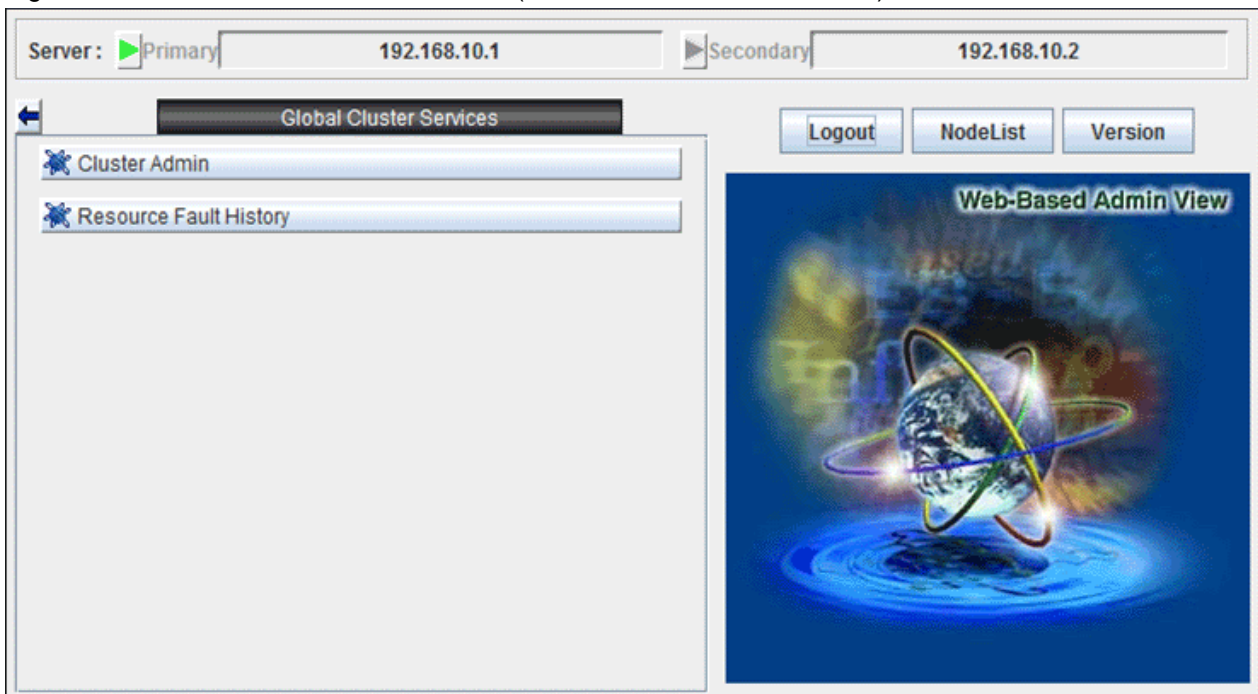 Server : Primary 192.168.10.1 Secondary 192.168.10.2
Global Cluster Services
Logout NodeList Version
Cluster Admin
Resource Fault History
Web-Based Admin View